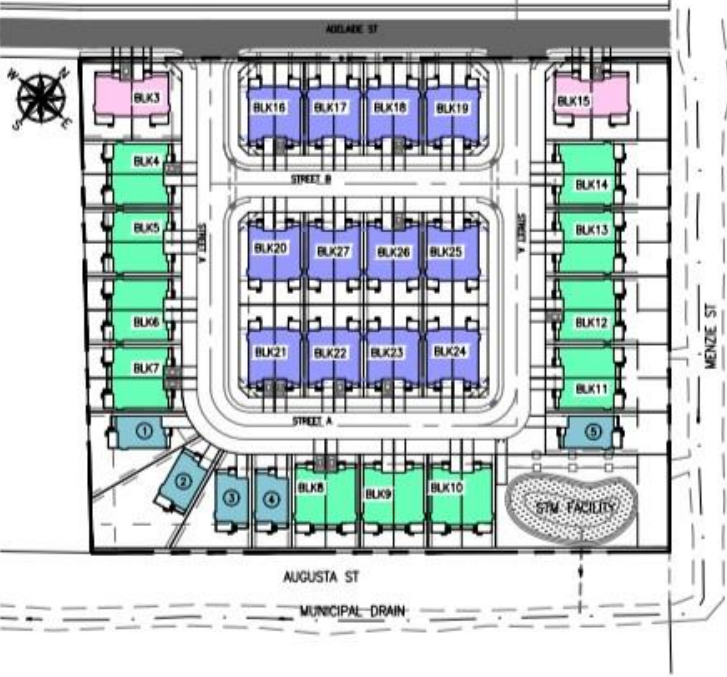 ADELAIDE ST
W N
S E
BLK3
BLK16 BLK17 BLK18 BLK19
BLK15
BLK4
STREET B
BLK14
BLK5
STREET A
BLK20 BLK27 BLK26 BLK25
STREET A
BLK13
BLK6
BLK12
MENZIE ST
BLK21 BLK22 BLK23 BLK24
BLK7
BLK11
1
STREET A
5
2
3
4
BLK8 BLK9 BLK10
STM FACILITY
AUGUSTA ST
MUNICIPAL DRAIN